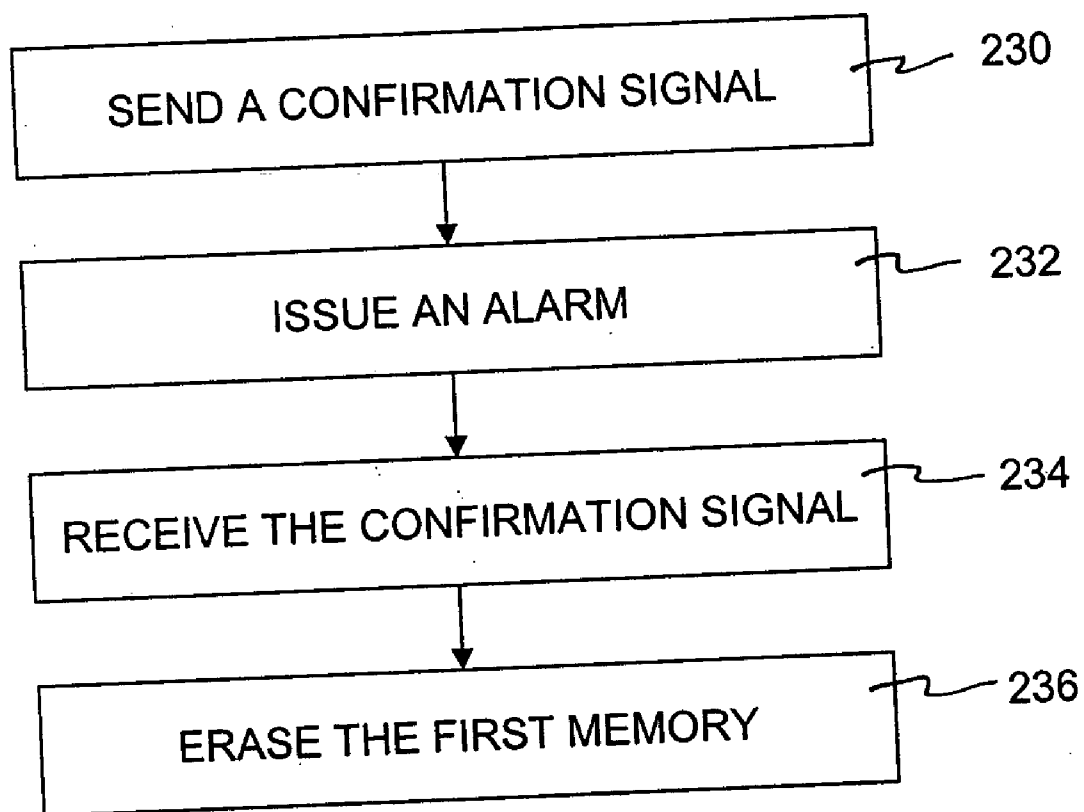 SEND A CONFIRMATION SIGNAL
230
ISSUE AN ALARM
232
RECEIVE THE CONFIRMATION SIGNAL
234
ERASE THE FIRST MEMORY
236